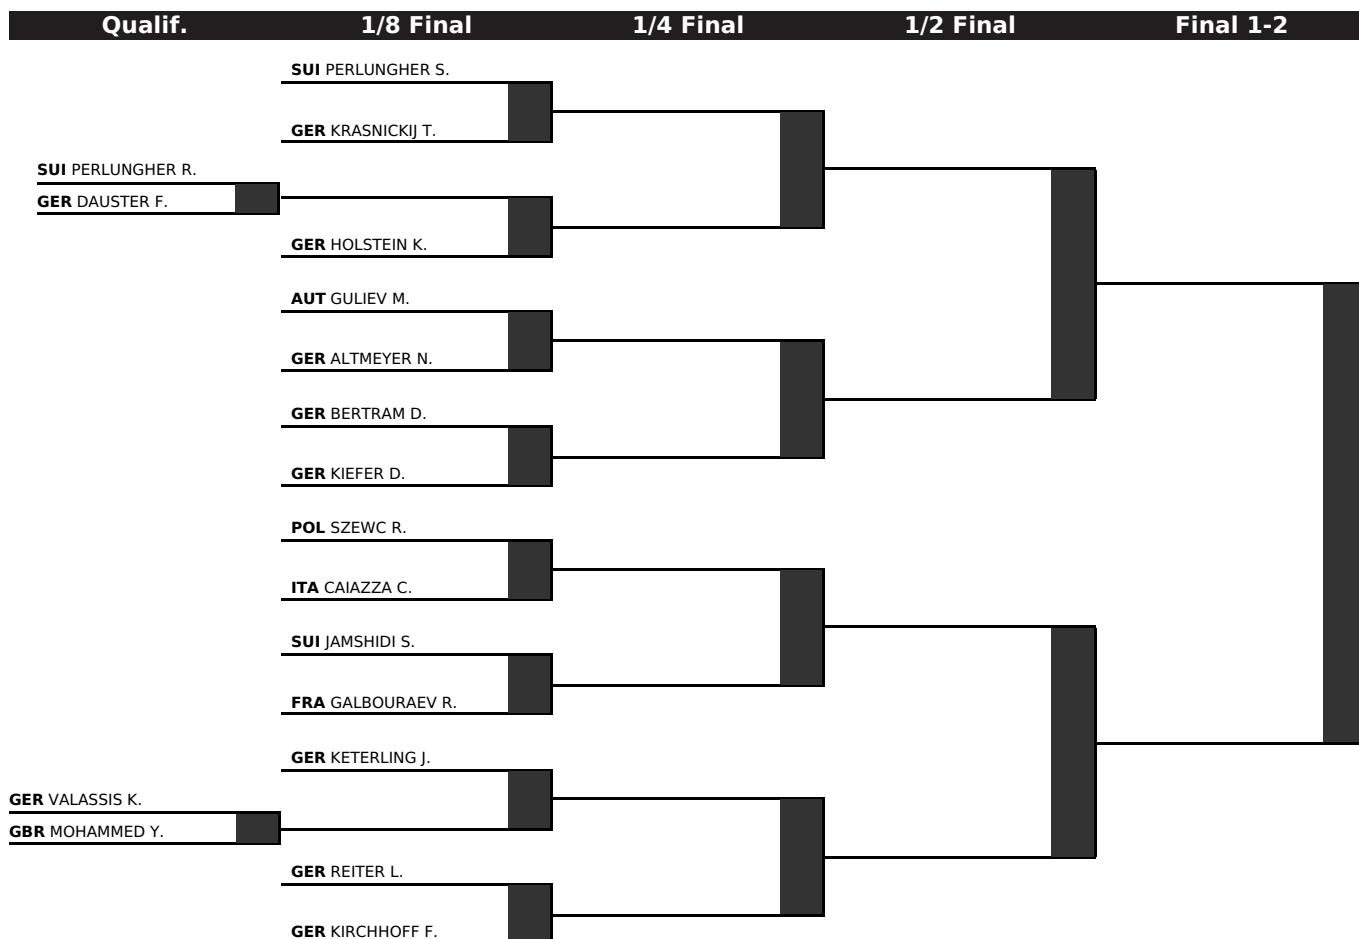 Qualif. 1/8 Final 1/4 Final 1/2 Final Final 1-2
SUI PERLUNGHER S.
GER KRASNICKIJ T.
SUI PERLUNGHER R.
GER DAUSTER F.
GER HOLSTEIN K.
AUT GULIEV M.
GER ALTMEYER N.
GER BERTRAM D.
GER KIEFER D.
POL SZEWC R.
ITA CAIAZZA C.
SUI JAMSHIDI S.
FRA GALBOURAEV R.
GER KETERLING J.
GER VALASSIS K.
GBR MOHAMMED Y.
GER REITER L.
GER KIRCHHOFF F.